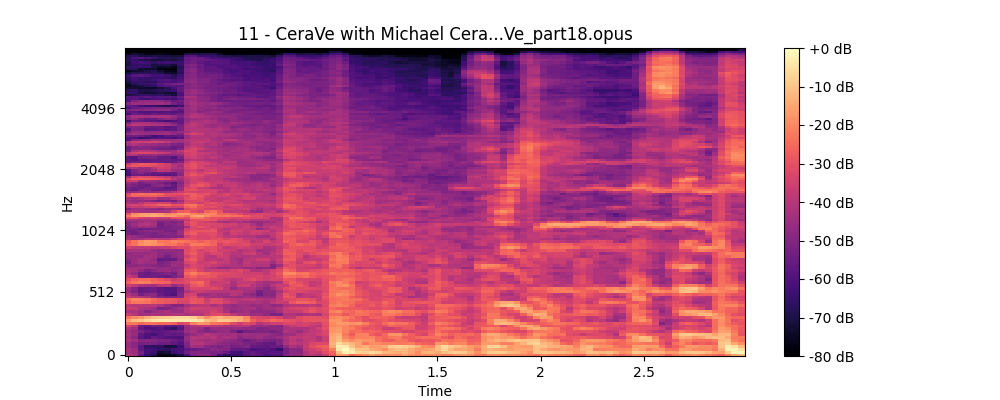 11 - CeraVe with Michael Cera...Ve_part18.opus
Hz
4096
2048
1024
512
0
0
0.5
1
1.5
2
2.5
Time
+0 dB
-10 dB
-20 dB
-30 dB
-40 dB
-50 dB
-60 dB
-70 dB
-80 dB